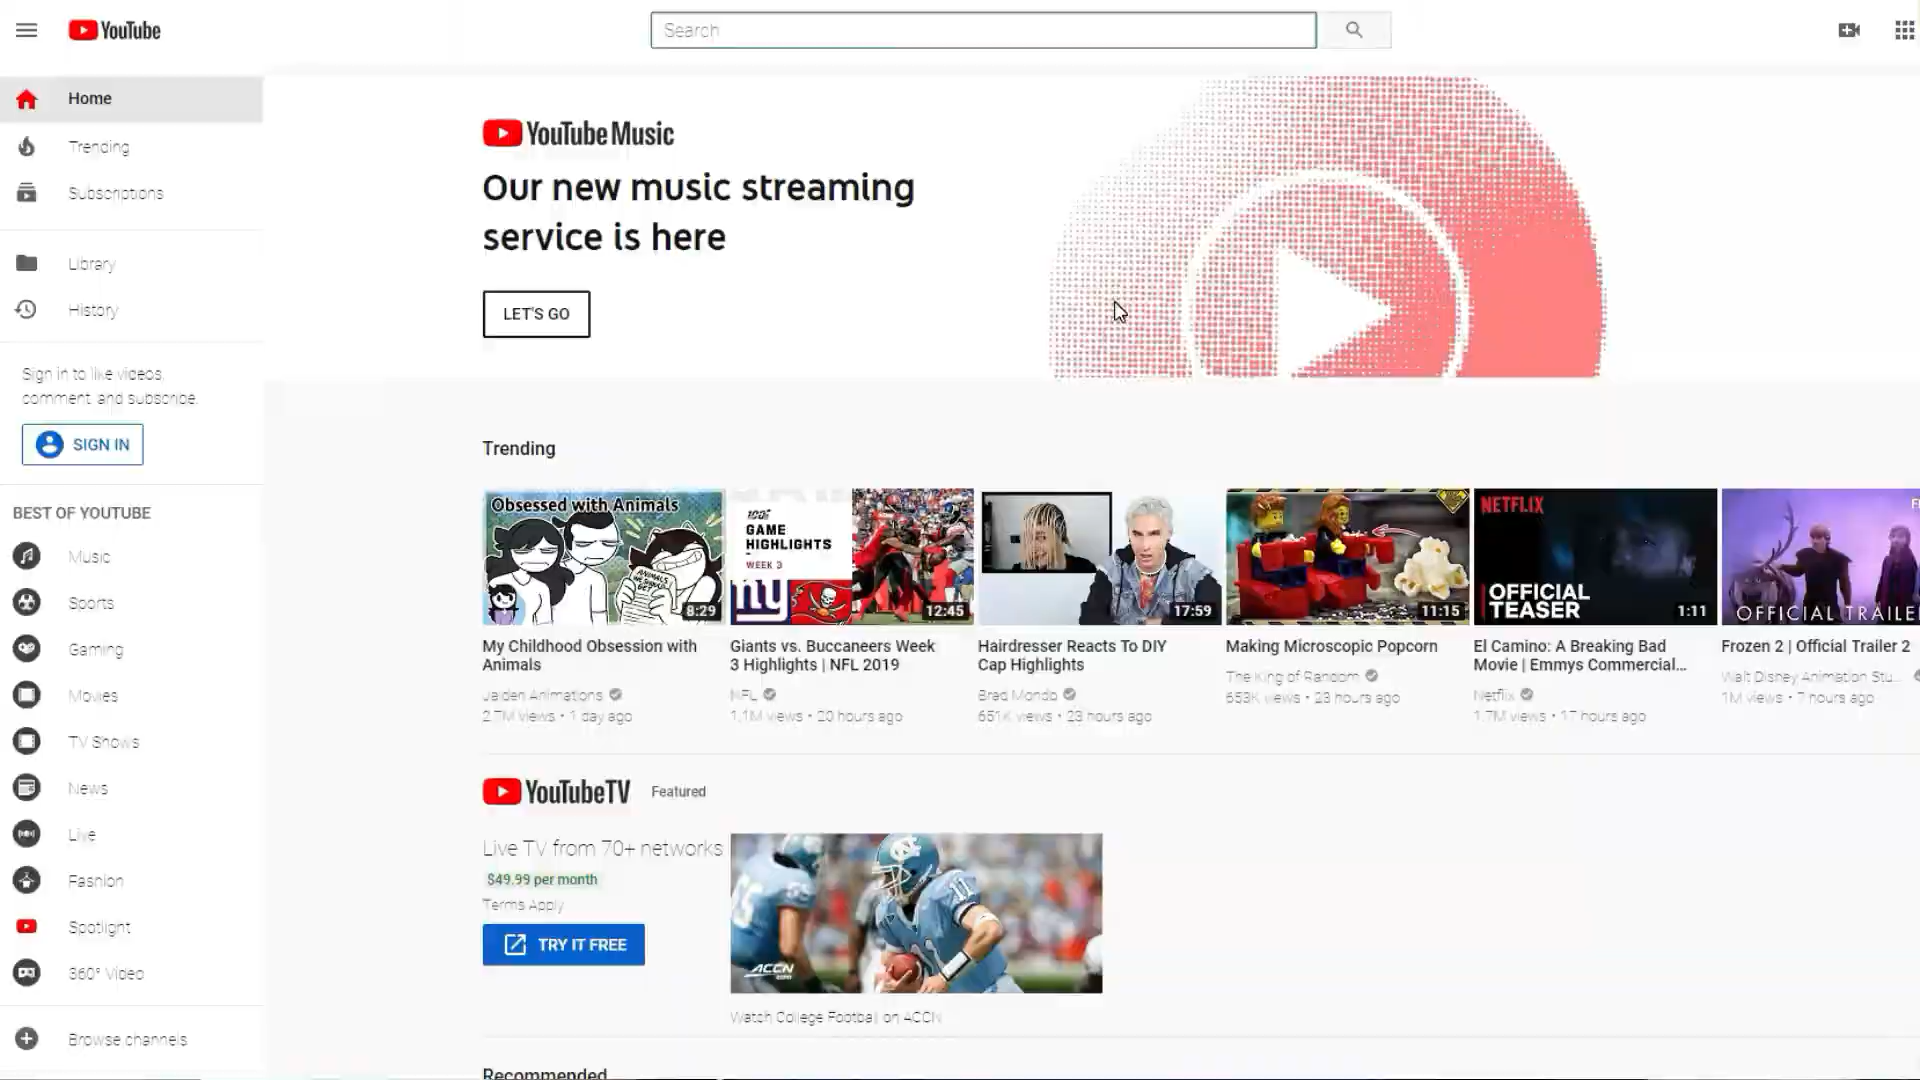 YouTube
Search
Home
Trending
Subscriptions
Library
History
Sign in to like videos,
comment, and subscribe.
SIGN IN
BEST OF YOUTUBE
Music
Sports
Gaming
Movies
TV Shows
News
Live
Fashion
Spotlight
360° Video
Browse channels
YouTube Music
Our new music streaming
service is here
LET'S GO
Trending
Obsessed with Animals
ANIMALS
8:29
My Childhood Obsession with
Animals
Jaiden Animations
2.7M views • 1 day ago
100
GAME
HIGHLIGHTS
WEEK 3
ny
12:45
Giants vs. Buccaneers Week
3 Highlights | NFL 2019
NFL
1.1M views • 20 hours ago
17:59
Hairdresser Reacts To DIY
Cap Highlights
Brad Mondo
651K views • 23 hours ago
11:15
Making Microscopic Popcorn
The King of Random
653K views • 23 hours ago
NETFLIX
OFFICIAL
TEASER
1:11
El Camino: A Breaking Bad
Movie | Emmys Commercial...
Netflix
1.7M views • 17 hours ago
OFFICIAL TRAILE
Frozen 2 | Official Trailer 2
Walt Disney Animation Stu...
1M views • 7 hours ago
YouTubeTV
Featured
Live TV from 70+ networks
$49.99 per month
Terms Apply
TRY IT FREE
11
ACCN
Watch College Football on ACCN
Recommended